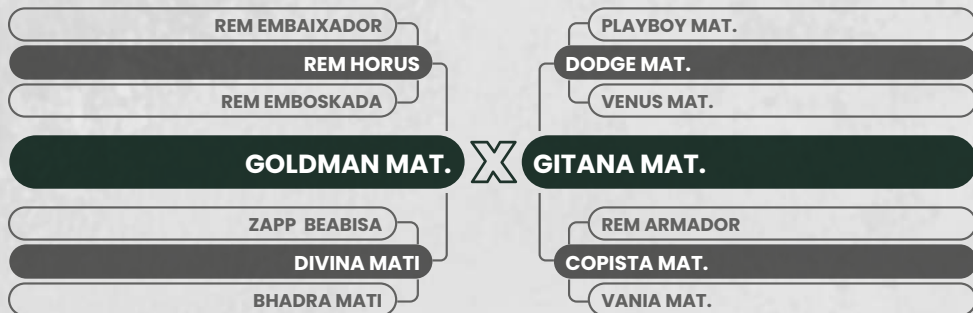 REM EMBAIXADOR PLAYBOY MAT.
REM HORUS DODGE MAT.
REM EMBOSKADA VENUS MAT.
GOLDMAN MAT. X GITANA MAT.
ZAPP BEABISA REM ARMADOR
DIVINA MATI COPISTA MAT.
BHADRA MATI VANIA MAT.